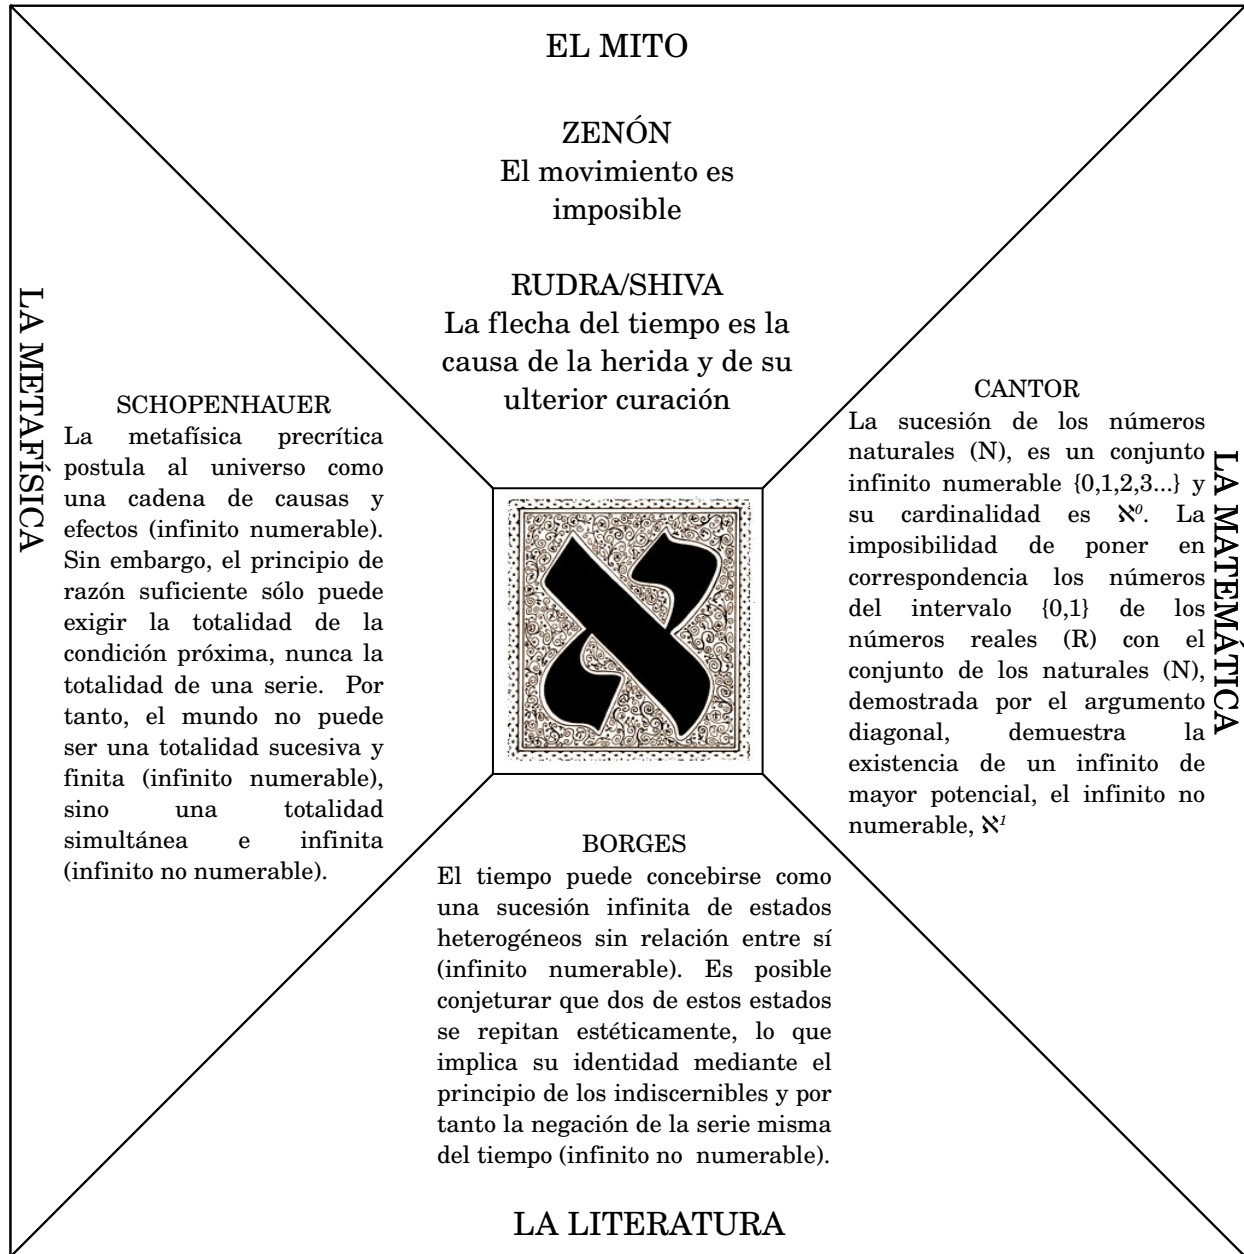 EL MITO
ZENÓN
El movimiento es
imposible
RUDRA/SHIVA
La flecha del tiempo es la
causa de la herida y de su
ulterior curación
LA METAFÍSICA
SCHOPENHAUER
La metafísica precrítica
postula al universo como
una cadena de causas y
efectos (infinito numerable).
Sin embargo, el principio de
razón suficiente sólo puede
exigir la totalidad de la
condición próxima, nunca la
totalidad de una serie. Por
tanto, el mundo no puede
ser una totalidad sucesiva y
finita (infinito numerable),
sino una totalidad
simultánea e infinita
(infinito no numerable).
א
CANTOR
La sucesión de los números
naturales (N), es un conjunto
infinito numerable {0,1,2,3...} y
su cardinalidad es ℵ⁰. La
imposibilidad de poner en
correspondencia los números
del intervalo {0,1} de los
números reales (R) con el
conjunto de los naturales (N),
demostrada por el argumento
diagonal, demuestra la
existencia de un infinito de
mayor potencial, el infinito no
numerable, ℵ¹
LA MATEMÁTICA
BORGES
El tiempo puede concebirse como
una sucesión infinita de estados
heterogéneos sin relación entre sí
(infinito numerable). Es posible
conjeturar que dos de estos estados
se repitan estéticamente, lo que
implica su identidad mediante el
principio de los indiscernibles y por
tanto la negación de la serie misma
del tiempo (infinito no numerable).
LA LITERATURA